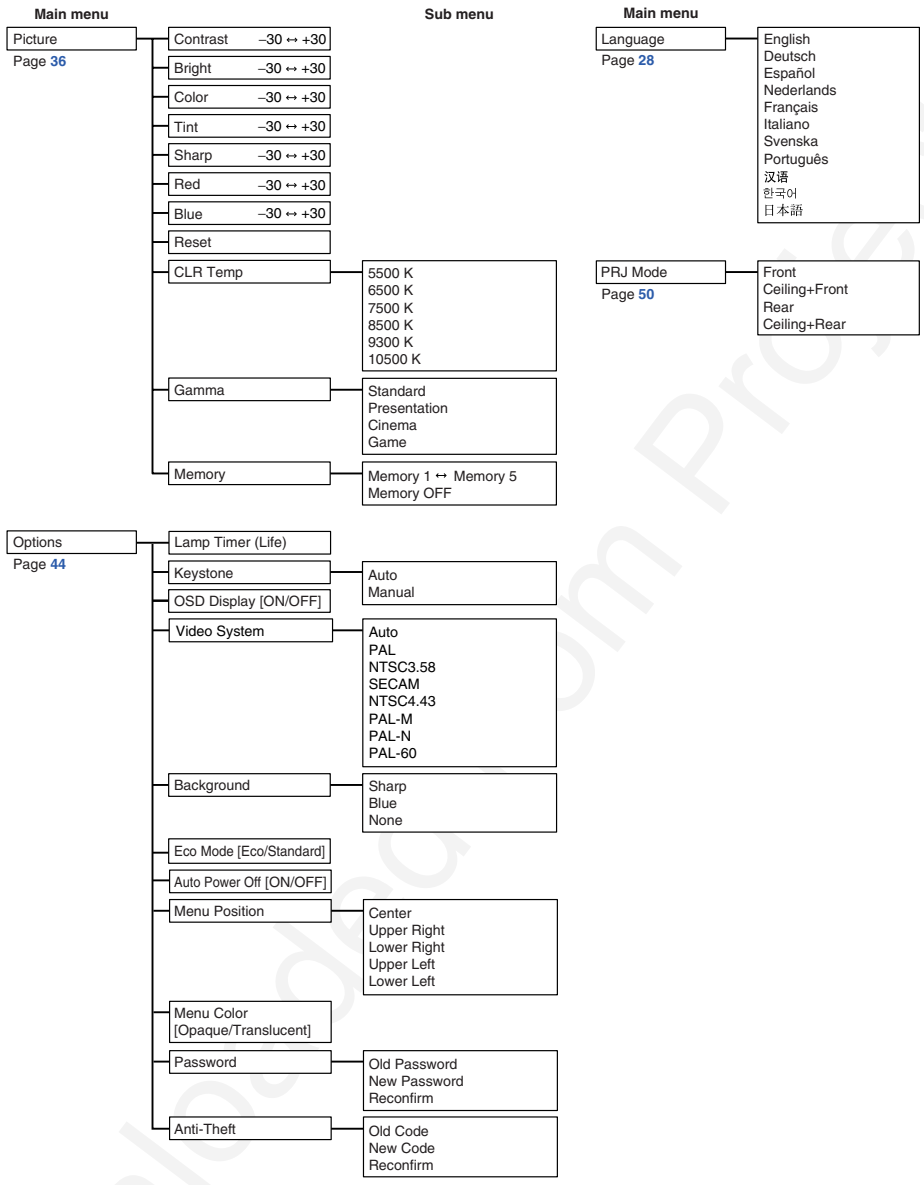 Main menu
Sub menu
Picture
Page 36
Contrast −30 ↔ +30
Bright −30 ↔ +30
Color −30 ↔ +30
Tint −30 ↔ +30
Sharp −30 ↔ +30
Red −30 ↔ +30
Blue −30 ↔ +30
Reset
CLR Temp
5500 K
6500 K
7500 K
8500 K
9300 K
10500 K
Gamma
Standard
Presentation
Cinema
Game
Memory
Memory 1 ↔ Memory 5
Memory OFF
Options
Page 44
Lamp Timer (Life)
Keystone
Auto
Manual
OSD Display [ON/OFF]
Video System
Auto
PAL
NTSC3.58
SECAM
NTSC4.43
PAL-M
PAL-N
PAL-60
Background
Sharp
Blue
None
Eco Mode [Eco/Standard]
Auto Power Off [ON/OFF]
Menu Position
Center
Upper Right
Lower Right
Upper Left
Lower Left
Menu Color
[Opaque/Translucent]
Password
Old Password
New Password
Reconfirm
Anti-Theft
Old Code
New Code
Reconfirm
Main menu
Language
Page 28
English
Deutsch
Español
Nederlands
Français
Italiano
Svenska
Português
汉语
한국어
日本語
PRJ Mode
Page 50
Front
Ceiling+Front
Rear
Ceiling+Rear